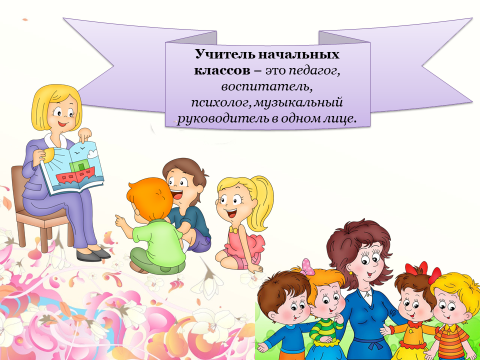 Учитель начальных
классов – это педагог,
воспитатель,
психолог, музыкальный
руководитель в одном лице.